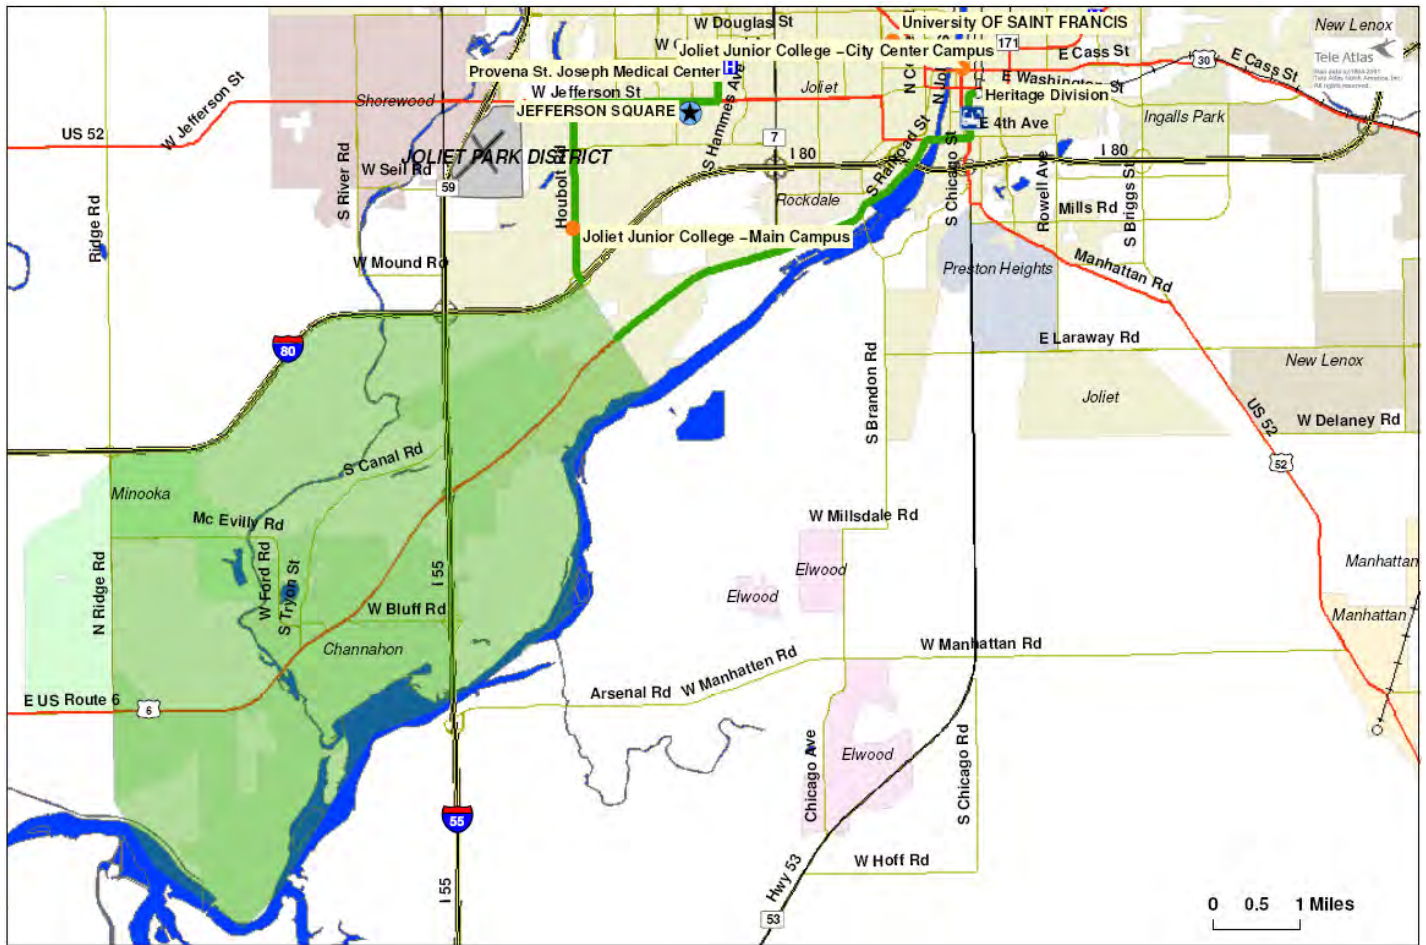 W Douglas St
University OF SAINT FRANCIS
New Lenox
Joliet Junior College –City Center Campus
171
E Cass St
30
E Cass St
Tele Atlas
Provena St. Joseph Medical Center
H
W Jefferson St
W Jefferson St
Shorewood
Joliet
E Washington St
Heritage Division
JEFFERSON SQUARE
S Hammes Ave
E 4th Ave
Ingalls Park
US 52
7
I 80
I 80
JOLIET PARK DISTRICT
W Seil Rd
59
S River Rd
Houbolt
Rockdale
S Railroad St
S Chicago St
Rowell Ave
S Briggs St
Mills Rd
Ridge Rd
Joliet Junior College –Main Campus
W Mound Rd
Preston Heights
Manhattan Rd
80
E Laraway Rd
New Lenox
S Brandon Rd
Joliet
US 52
W Delaney Rd
52
S Canal Rd
Minooka
Mc Evilly Rd
W Millsdale Rd
N Ridge Rd
W Ford Rd
S Tryon St
I 55
Elwood
Elwood
Manhattan
Manhattan
W Bluff Rd
Channahon
W Manhattan Rd
E US Route 6
6
Arsenal Rd
W Manhatten Rd
Elwood
Chicago Ave
S Chicago Rd
55
W Hoff Rd
I 55
Hwy 53
53
0 0.5 1 Miles